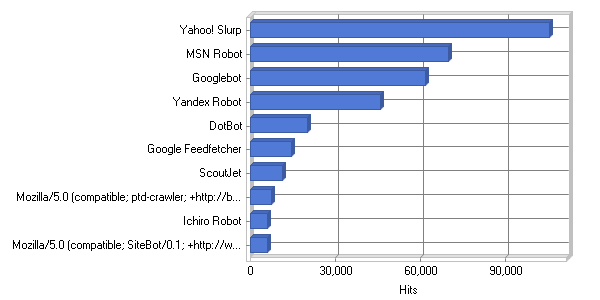 Yahoo! Slurp
MSN Robot
Googlebot
Yandex Robot
DotBot
Google Feedfetcher
ScoutJet
Mozilla/5.0 (compatible; ptd-crawler; +http://b...
Ichiro Robot
Mozilla/5.0 (compatible; SiteBot/0.1; +http://w...
0 30,000 60,000 90,000
Hits